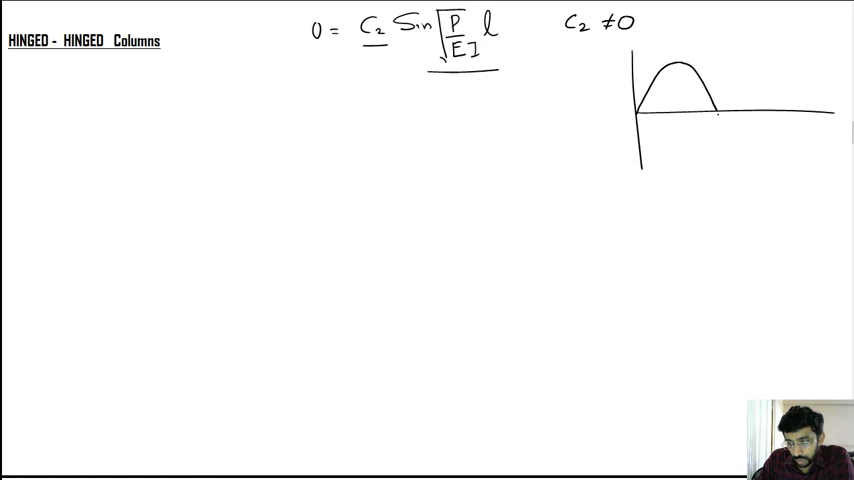 HINGED - HINGED Columns
0 = C₂ Sin √(P/EI) l
C₂ ≠ 0